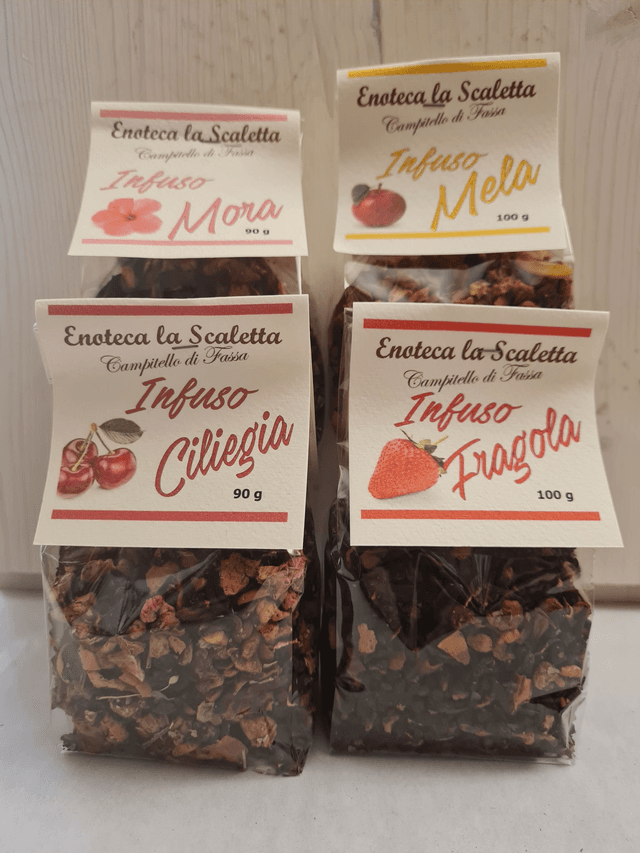 Enoteca la Scaletta
Campitello di Fassa
Infuso
Mora
90 g
Enoteca la Scaletta
Campitello di Fassa
Infuso
Mela
100 g
Enoteca la Scaletta
Campitello di Fassa
Infuso
Ciliegia
90 g
Enoteca la Scaletta
Campitello di Fassa
Infuso
Fragola
100 g